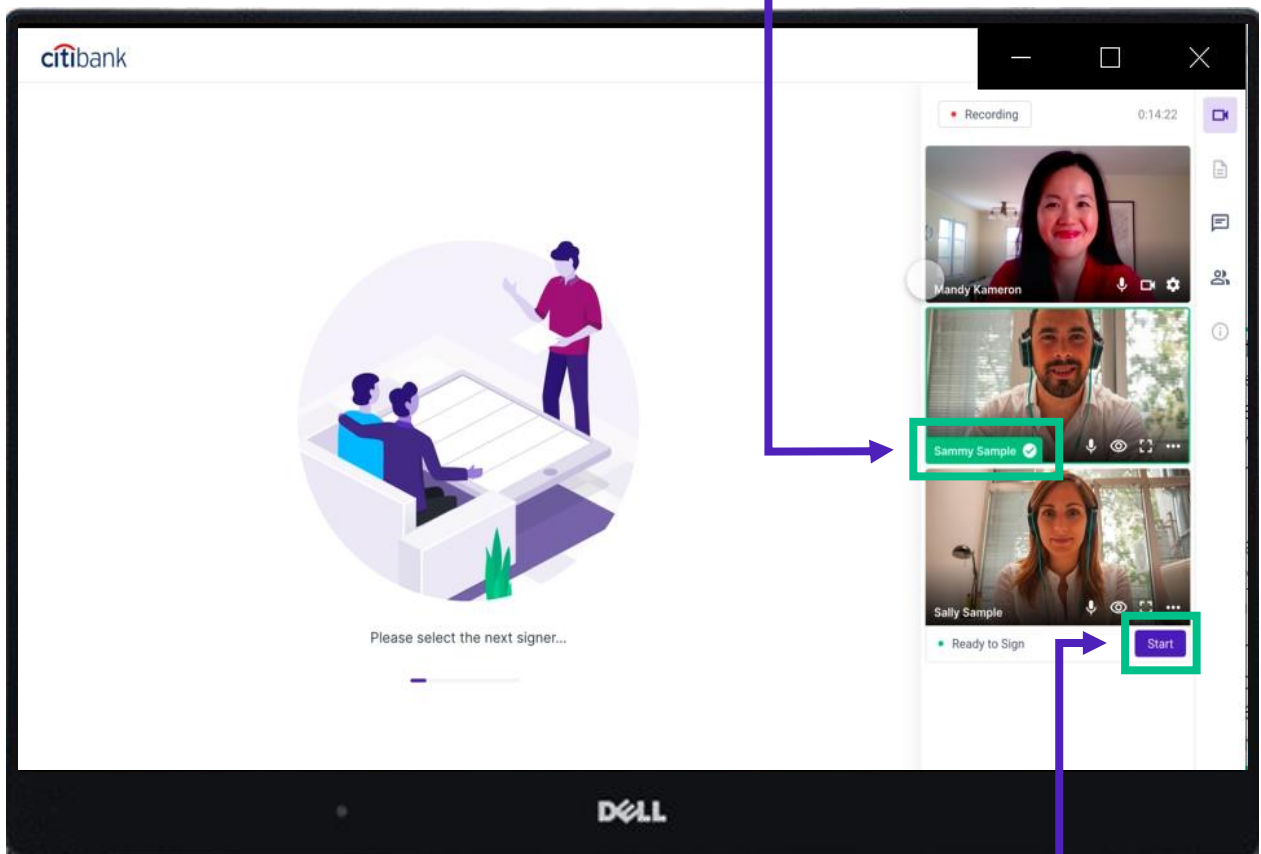 citibank
Recording
0:14:22
Mandy Kameron
Sammy Sample
Sally Sample
Ready to Sign
Start
Please select the next signer...
DELL